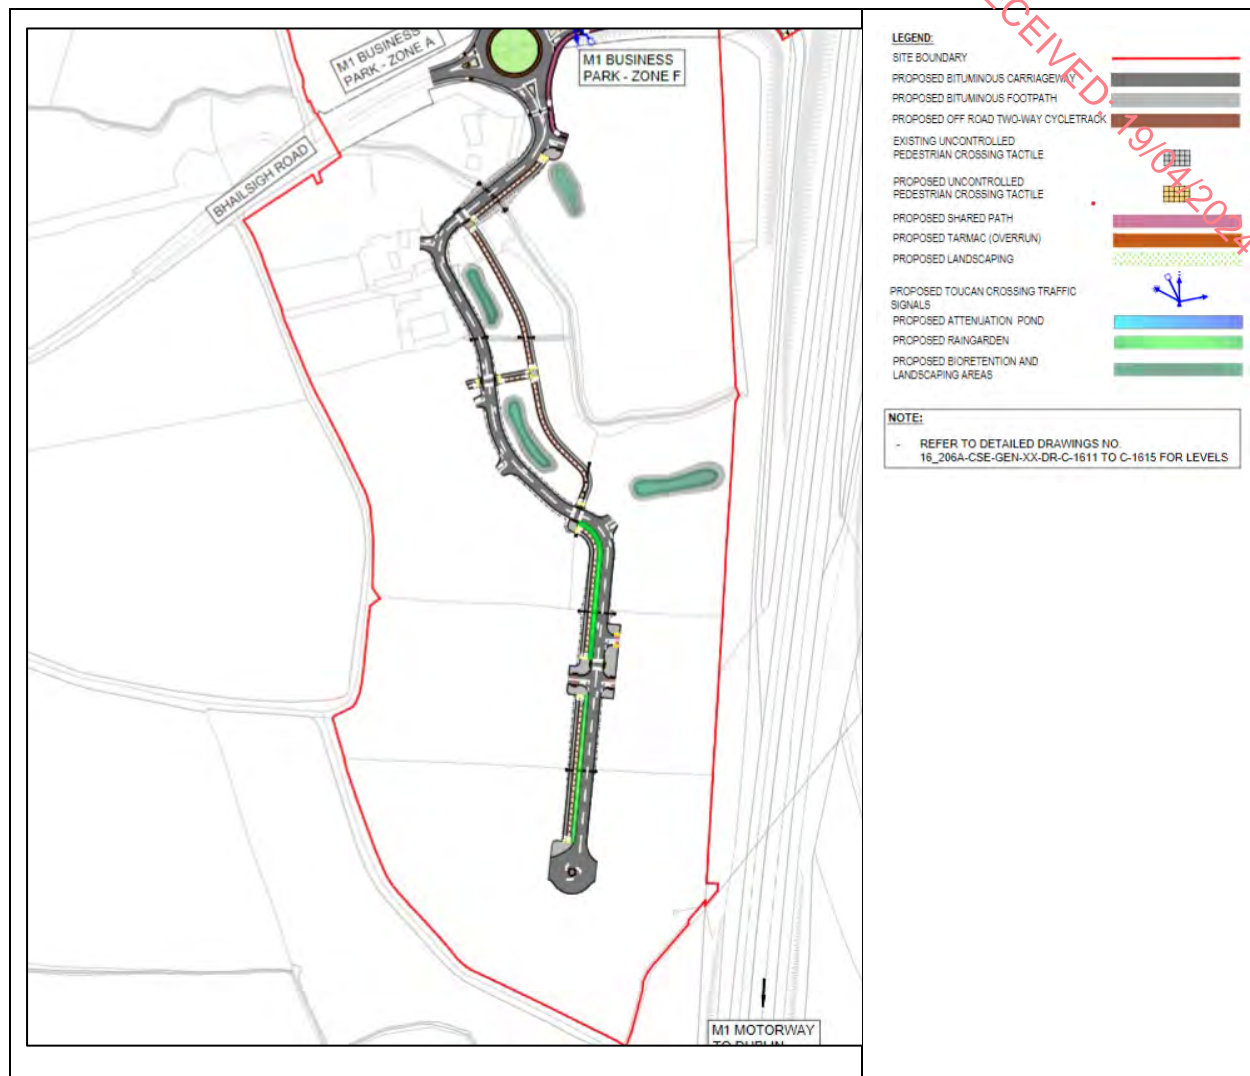 M1 BUSINESS
PARK - ZONE A
M1 BUSINESS
PARK - ZONE F
BHAILSIGH ROAD
M1 MOTORWAY
TO DUBLIN
RECEIVED: 19/04/2024
LEGEND:
SITE BOUNDARY
PROPOSED BITUMINOUS CARRIAGEWAY
PROPOSED BITUMINOUS FOOTPATH
PROPOSED OFF ROAD TWO-WAY CYCLETRACK
EXISTING UNCONTROLLED
PEDESTRIAN CROSSING TACTILE
PROPOSED UNCONTROLLED
PEDESTRIAN CROSSING TACTILE
PROPOSED SHARED PATH
PROPOSED TARMAC (OVERRUN)
PROPOSED LANDSCAPING
PROPOSED TOUCAN CROSSING TRAFFIC
SIGNALS
PROPOSED ATTENUATION POND
PROPOSED RAINGARDEN
PROPOSED BIORETENTION AND
LANDSCAPING AREAS
NOTE:
- REFER TO DETAILED DRAWINGS NO.
16_206A-CSE-GEN-XX-DR-C-1611 TO C-1615 FOR LEVELS